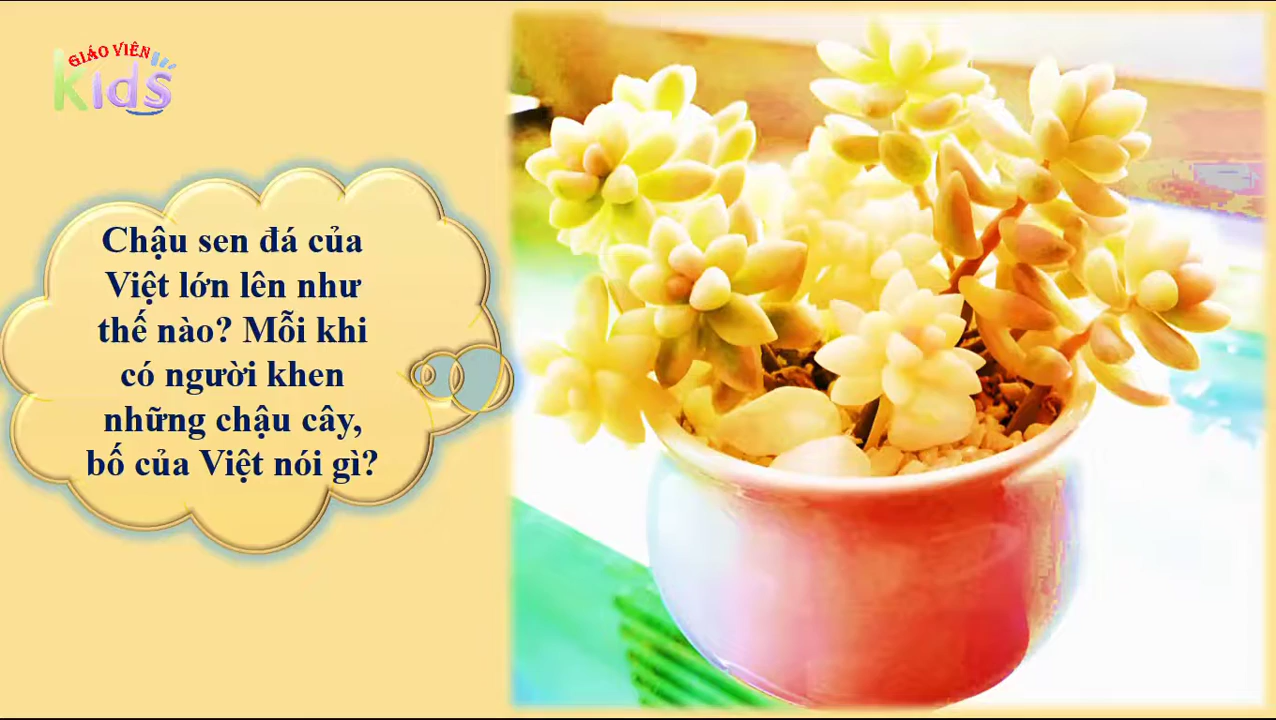 GIÁO VIÊN
Kids
Chậu sen đá của
Việt lớn lên như
thế nào? Mỗi khi
có người khen
những chậu cây,
bố của Việt nói gì?